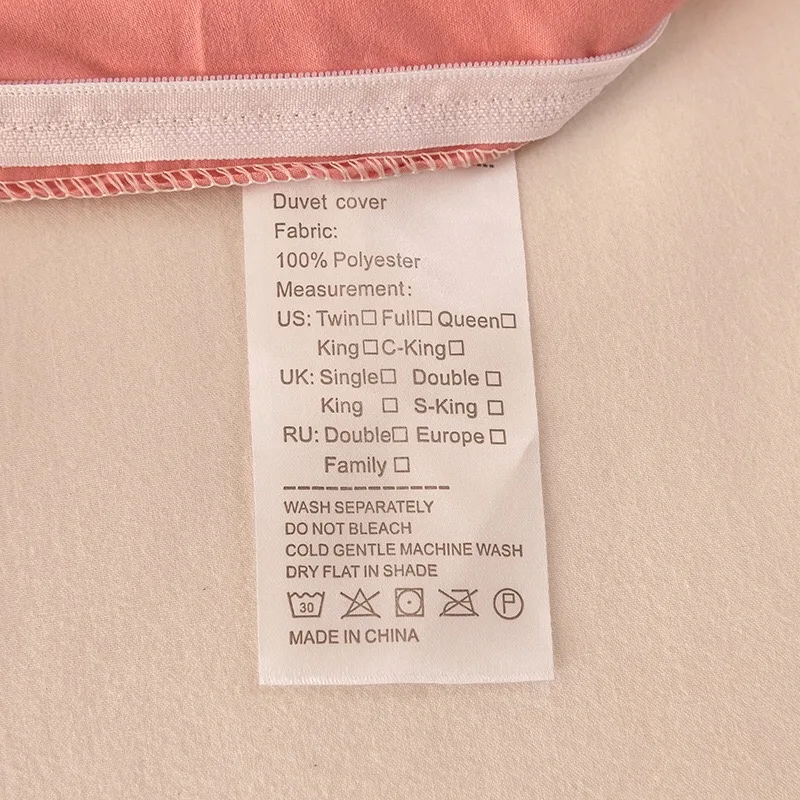 Duvet cover
Fabric:
100% Polyester
Measurement:
US: Twin☐ Full☐ Queen☐
King☐ C-King☐
UK: Single☐ Double ☐
King ☐ S-King ☐
RU: Double☐ Europe ☐
Family ☐
WASH SEPARATELY
DO NOT BLEACH
COLD GENTLE MACHINE WASH
DRY FLAT IN SHADE
30 P
MADE IN CHINA